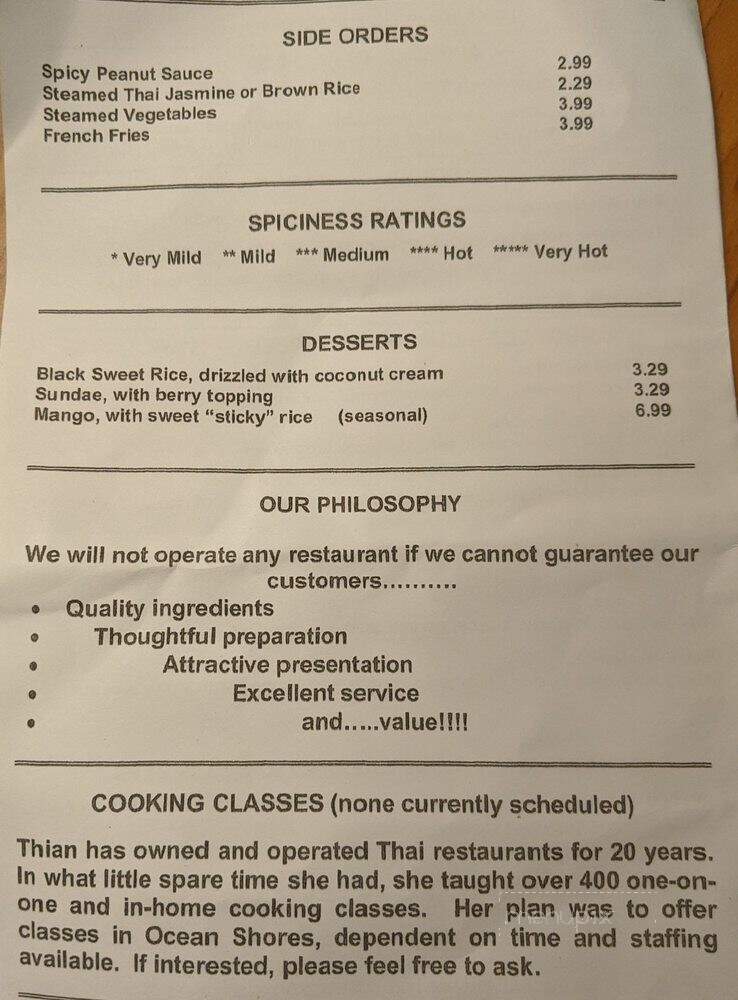 SIDE ORDERS
Spicy Peanut Sauce 2.99
Steamed Thai Jasmine or Brown Rice 2.29
Steamed Vegetables 3.99
French Fries 3.99
SPICINESS RATINGS
* Very Mild ** Mild *** Medium **** Hot ***** Very Hot
DESSERTS
Black Sweet Rice, drizzled with coconut cream 3.29
Sundae, with berry topping 3.29
Mango, with sweet “sticky” rice (seasonal) 6.99
OUR PHILOSOPHY
We will not operate any restaurant if we cannot guarantee our
customers..........
• Quality ingredients
• Thoughtful preparation
• Attractive presentation
• Excellent service
• and.....value!!!!
COOKING CLASSES (none currently scheduled)
Thian has owned and operated Thai restaurants for 20 years.
In what little spare time she had, she taught over 400 one-on-
one and in-home cooking classes. Her plan was to offer
classes in Ocean Shores, dependent on time and staffing
available. If interested, please feel free to ask.
menupix